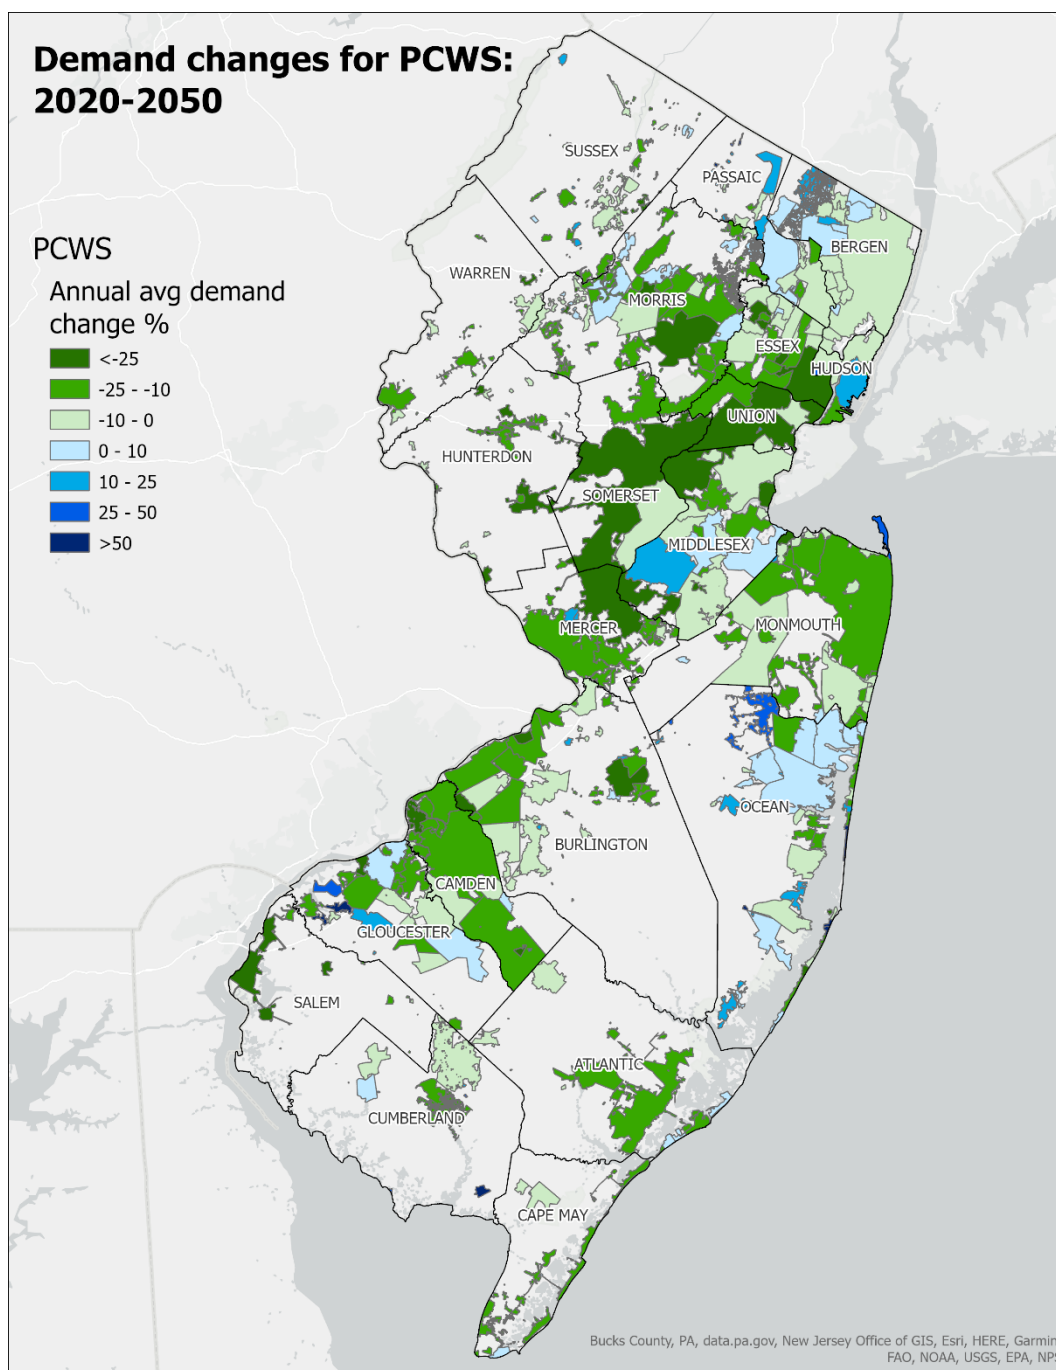 Demand changes for PCWS:
2020-2050
PCWS
Annual avg demand
change %
<-25
-25 - -10
-10 - 0
0 - 10
10 - 25
25 - 50
>50
SUSSEX
PASSAIC
BERGEN
WARREN
MORRIS
ESSEX
HUDSON
UNION
HUNTERDON
SOMERSET
MIDDLESEX
MERCER
MONMOUTH
OCEAN
BURLINGTON
CAMDEN
GLOUCESTER
SALEM
ATLANTIC
CUMBERLAND
CAPE MAY
Bucks County, PA, data.pa.gov, New Jersey Office of GIS, Esri, HERE, Garmin,
FAO, NOAA, USGS, EPA, NPS